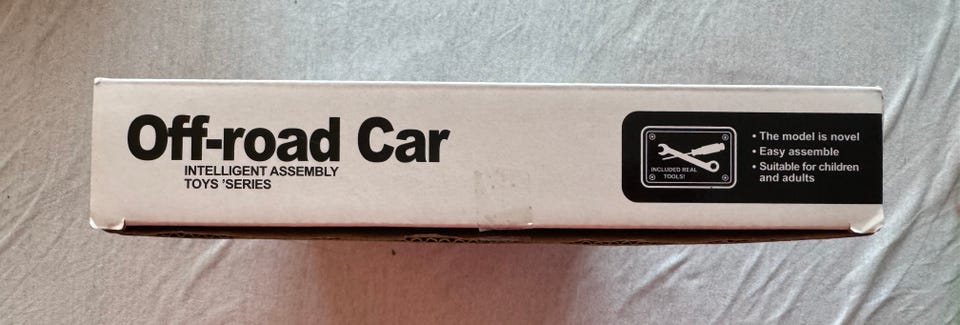 Off-road Car
INTELLIGENT ASSEMBLY
TOYS 'SERIES
INCLUDED REAL
TOOLS!
• The model is novel
• Easy assemble
• Suitable for children
and adults